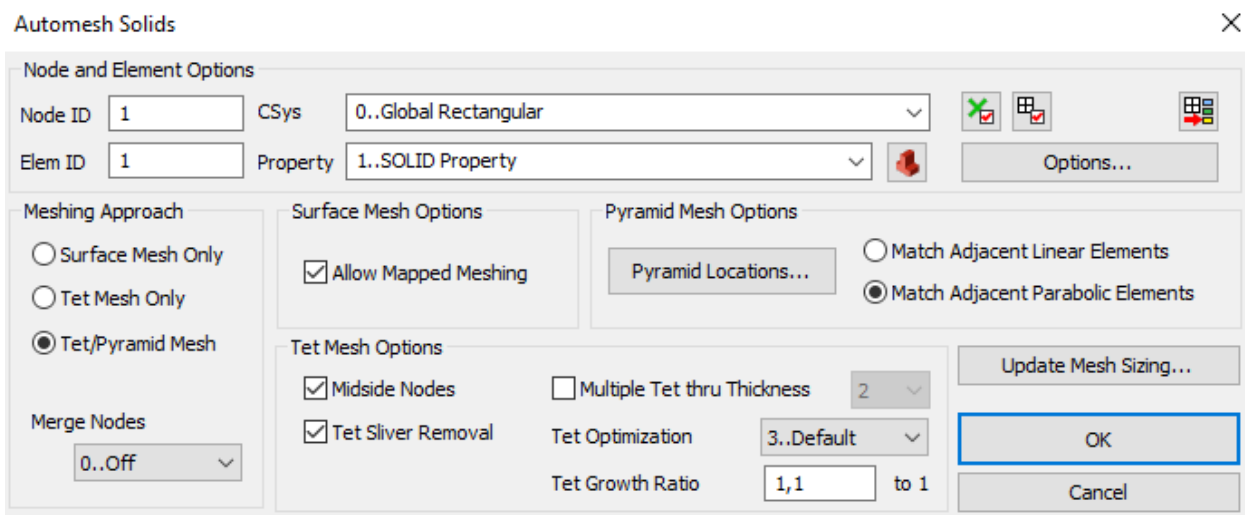 Automesh Solids
Node and Element Options
Node ID 1 CSys 0..Global Rectangular
Elem ID 1 Property 1..SOLID Property Options...
Meshing Approach
Surface Mesh Only
Tet Mesh Only
Tet/Pyramid Mesh
Merge Nodes
0..Off
Surface Mesh Options
Allow Mapped Meshing
Pyramid Mesh Options
Pyramid Locations...
Match Adjacent Linear Elements
Match Adjacent Parabolic Elements
Tet Mesh Options
Midside Nodes Multiple Tet thru Thickness 2
Tet Sliver Removal Tet Optimization 3..Default
Tet Growth Ratio 1,1 to 1
Update Mesh Sizing...
OK
Cancel